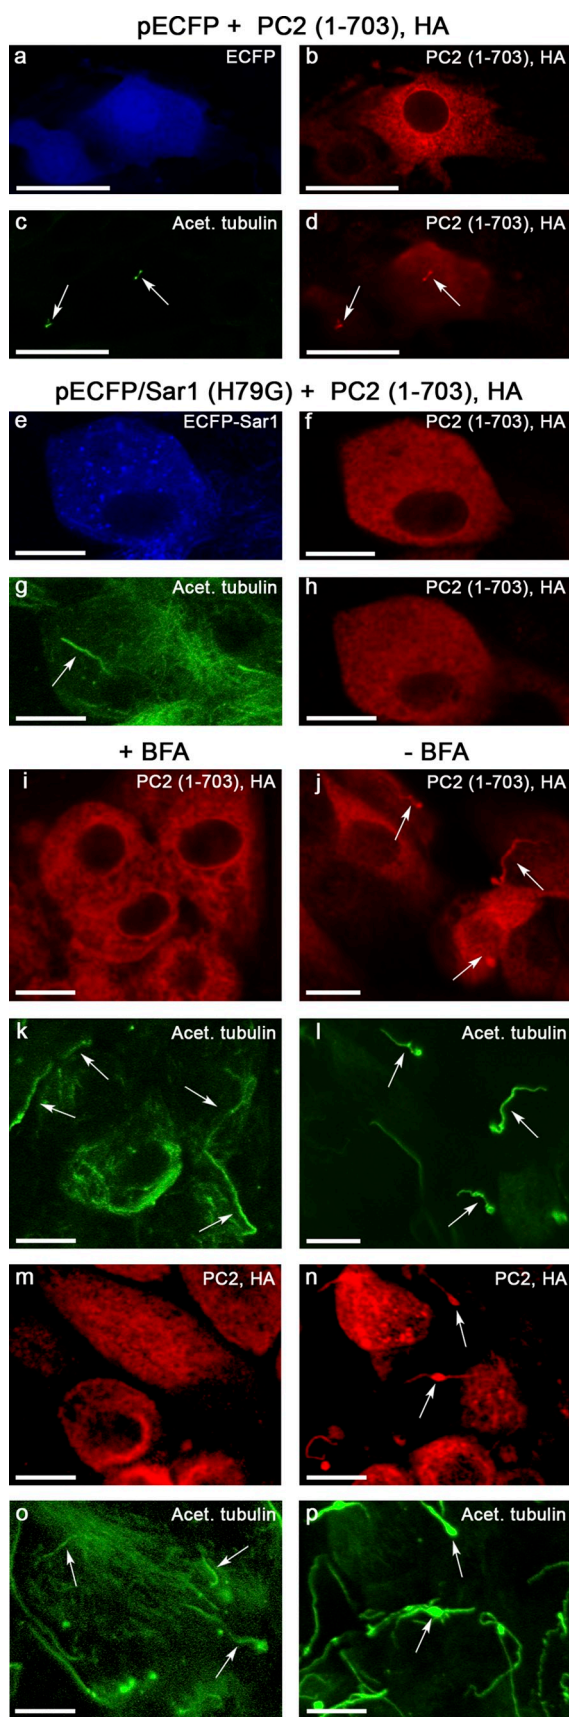 pECFP + PC2 (1-703), HA
a ECFP
b PC2 (1-703), HA
c Acet. tubulin
d PC2 (1-703), HA
pECFP/Sar1 (H79G) + PC2 (1-703), HA
e ECFP-Sar1
f PC2 (1-703), HA
g Acet. tubulin
h PC2 (1-703), HA
+ BFA
- BFA
i PC2 (1-703), HA
j PC2 (1-703), HA
k Acet. tubulin
l Acet. tubulin
m PC2, HA
n PC2, HA
o Acet. tubulin
p Acet. tubulin